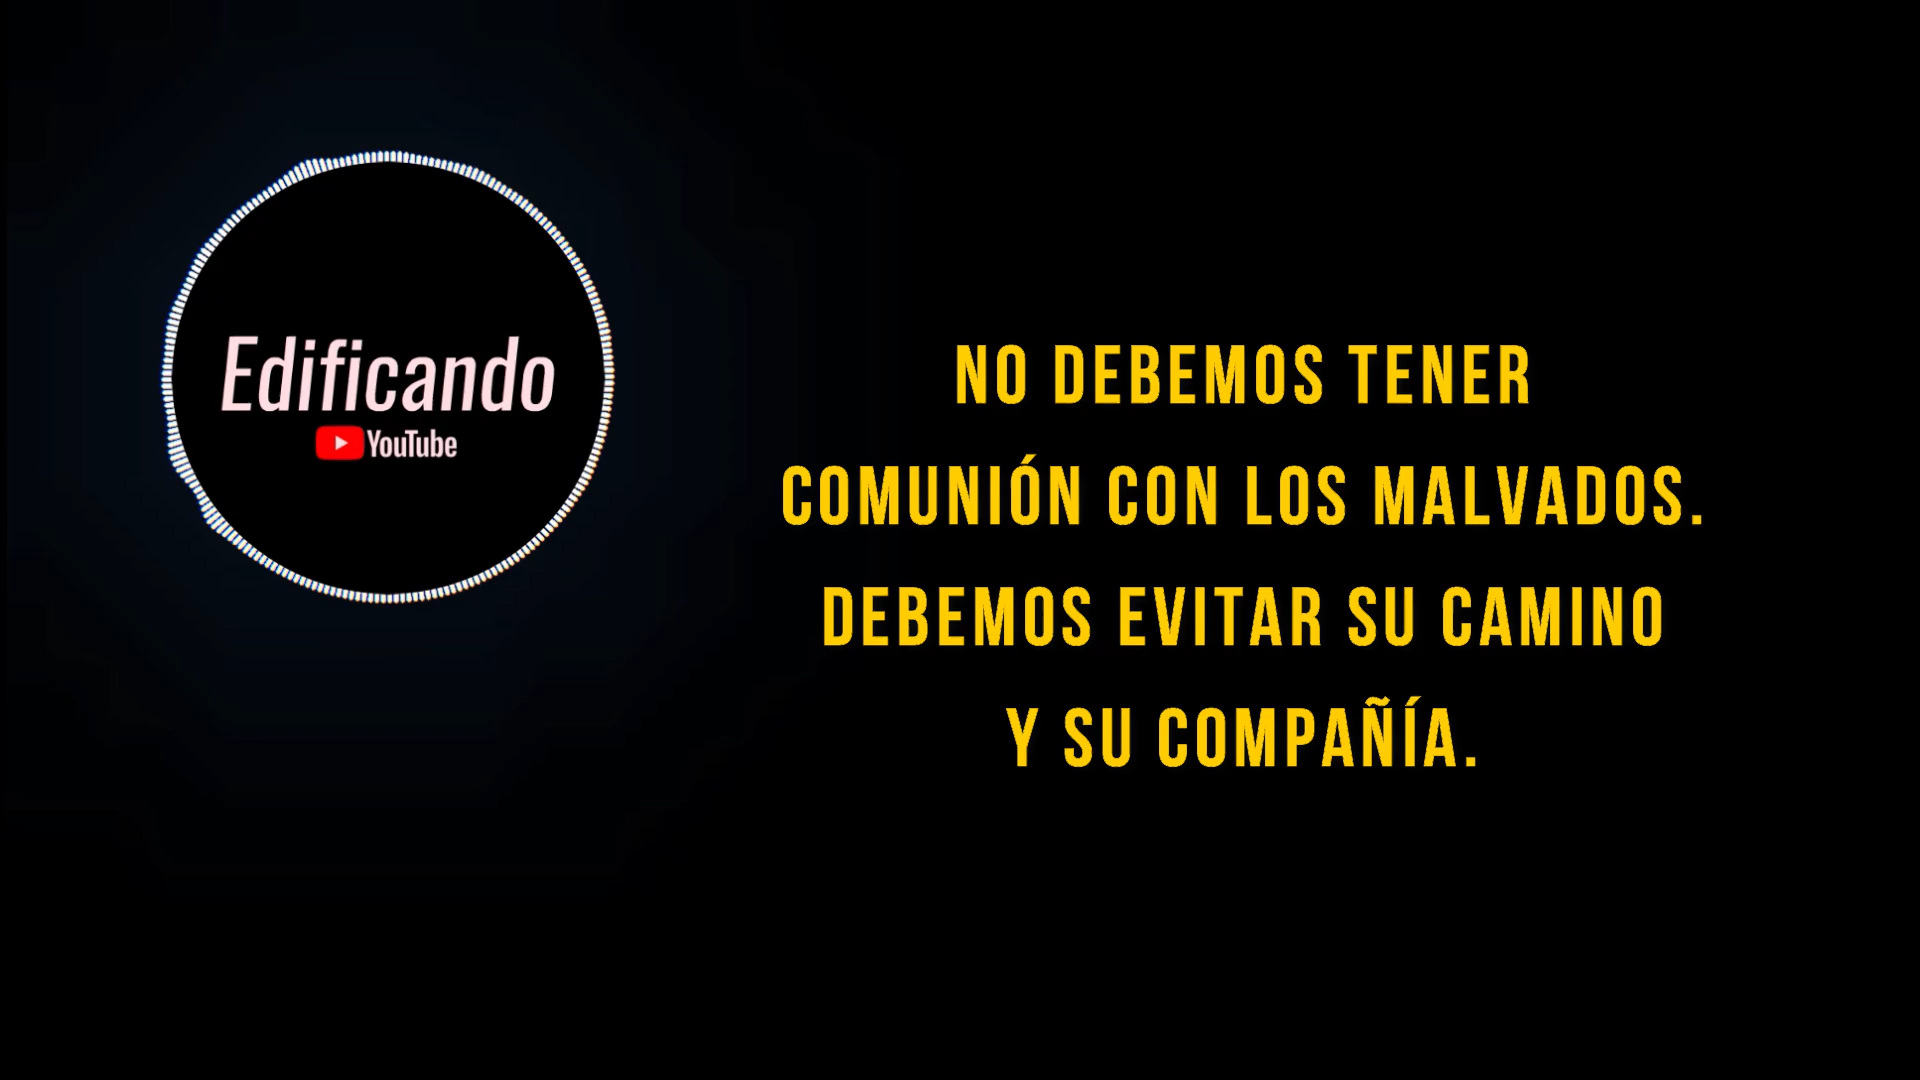 Edificando
YouTube
NO DEBEMOS TENER
COMUNIÓN CON LOS MALVADOS.
DEBEMOS EVITAR SU CAMINO
Y SU COMPAÑÍA.